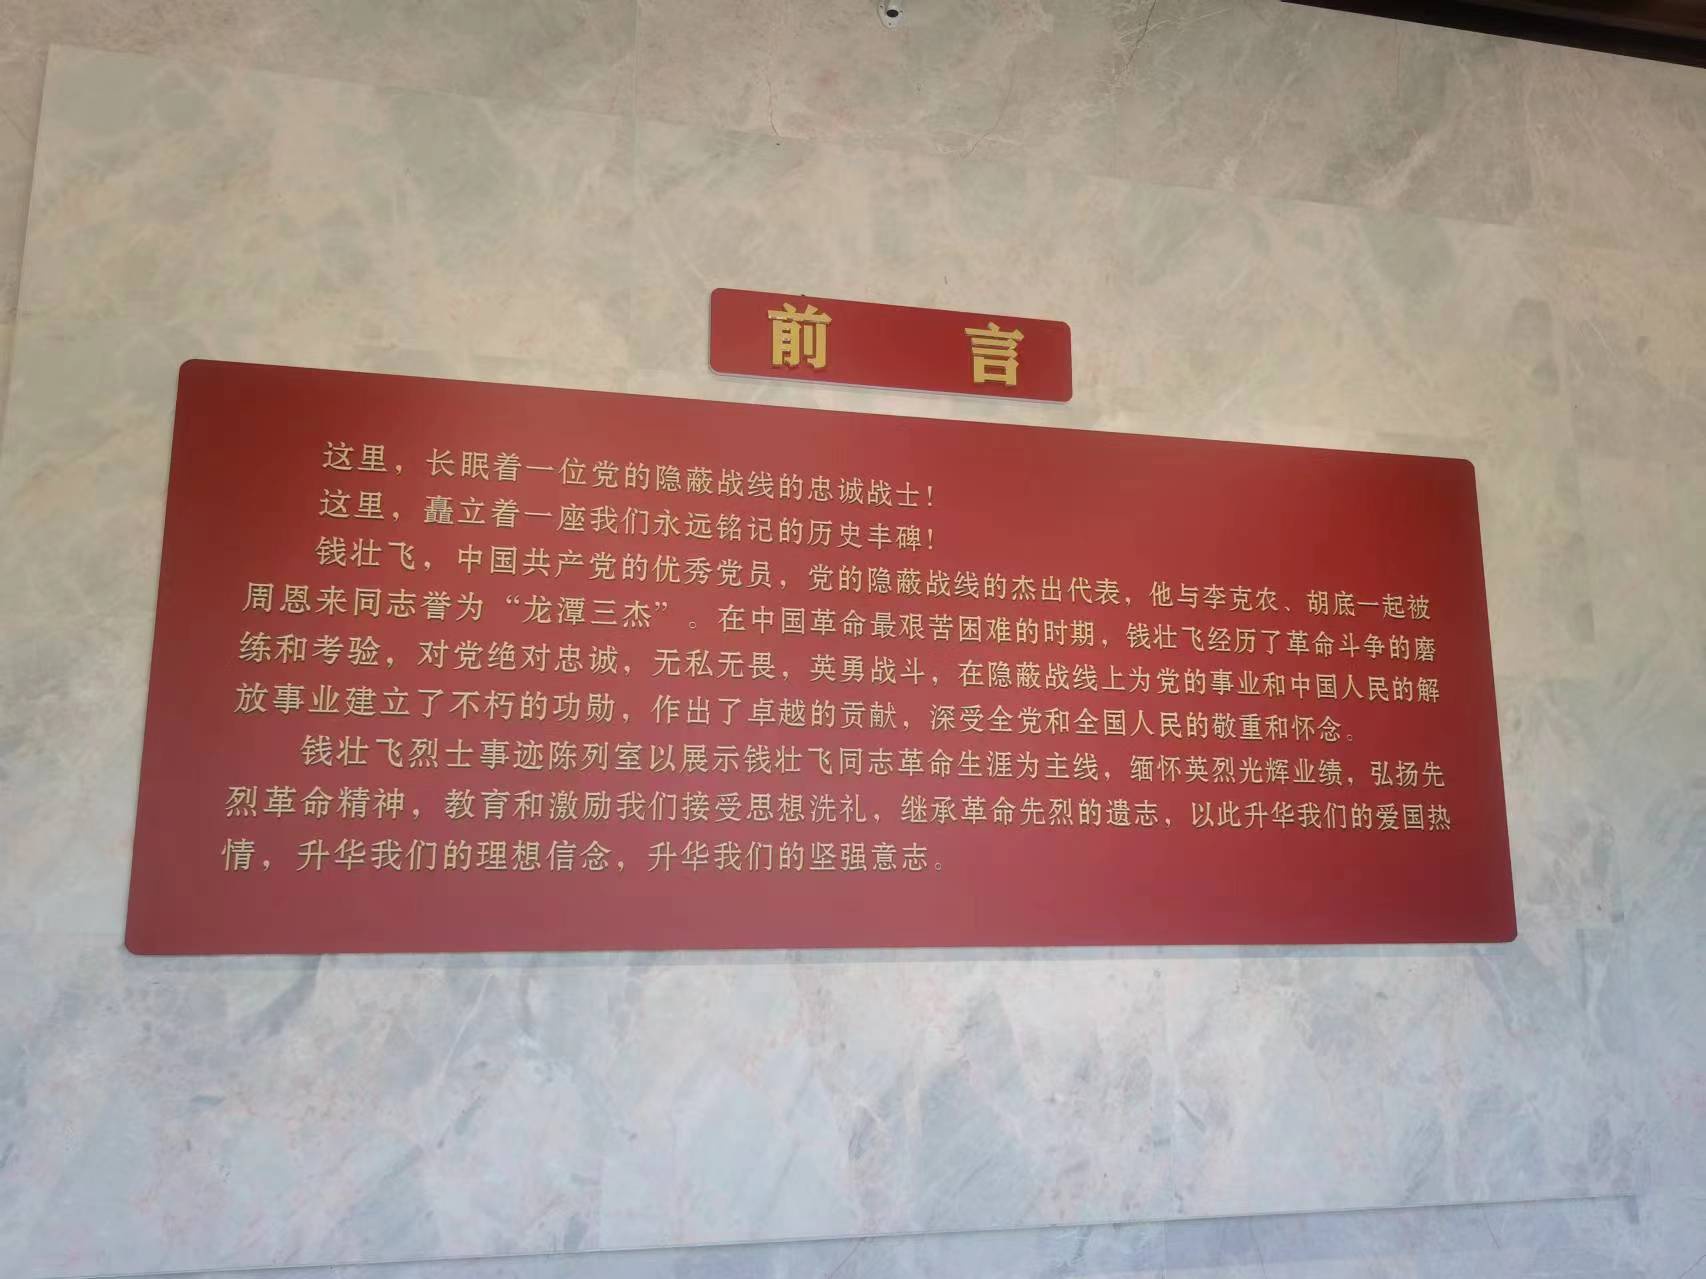 前言
这里，长眠着一位党的隐蔽战线的忠诚战士！
这里，矗立着一座我们永远铭记的历史丰碑！
钱壮飞，中国共产党的优秀党员，党的隐蔽战线的杰出代表，他与李克农、胡底一起被
周恩来同志誉为“龙潭三杰”。在中国革命最艰苦困难的时期，钱壮飞经历了革命斗争的磨
练和考验，对党绝对忠诚，无私无畏，英勇战斗，在隐蔽战线上为党的事业和中国人民的解
放事业建立了不朽的功勋，作出了卓越的贡献，深受全党和全国人民的敬重和怀念。
钱壮飞烈士事迹陈列室以展示钱壮飞同志革命生涯为主线，缅怀英烈光辉业绩，弘扬先
烈革命精神，教育和激励我们接受思想洗礼，继承革命先烈的遗志，以此升华我们的爱国热
情，升华我们的理想信念，升华我们的坚强意志。